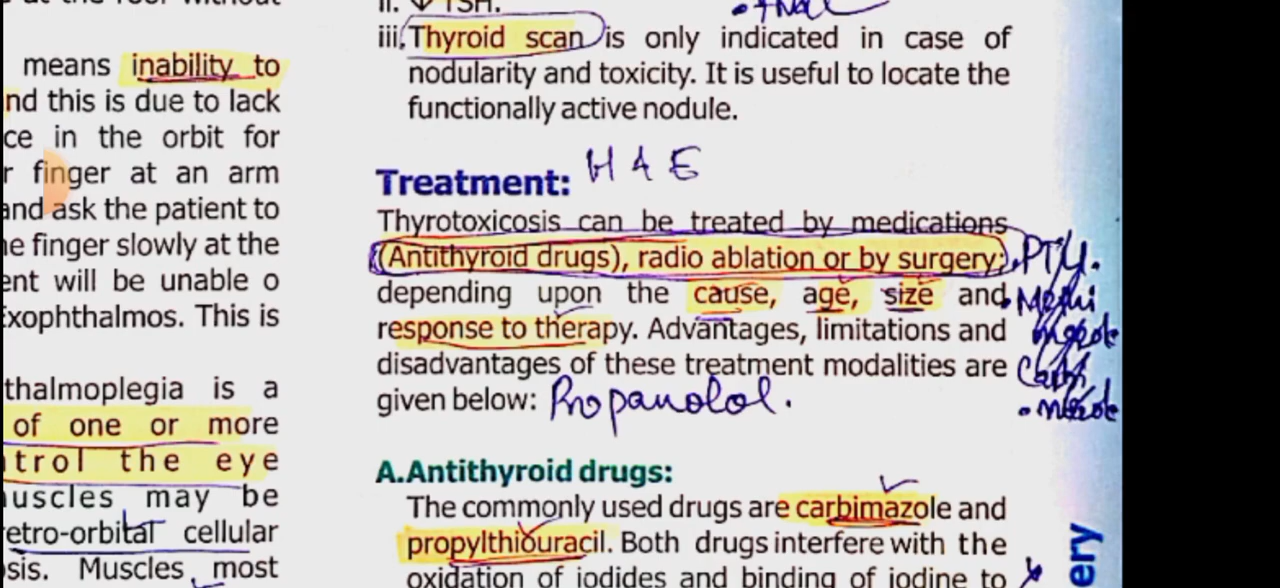 means inability to
nd this is due to lack
ce in the orbit for
r finger at an arm
and ask the patient to
e finger slowly at the
ent will be unable o
Exophthalmos. This is
thalmoplegia is a
of one or more
trol the eye
uscles may be
etro-orbital cellular
sis. Muscles most
ii. ↓ TSH.
iii. Thyroid scan is only indicated in case of
nodularity and toxicity. It is useful to locate the
functionally active nodule.
Treatment: H A E
Thyrotoxicosis can be treated by medications
(Antithyroid drugs), radio ablation or by surgery;
depending upon the cause, age, size and
response to therapy. Advantages, limitations and
disadvantages of these treatment modalities are
given below: Propanolol.
A.Antithyroid drugs:
The commonly used drugs are carbimazole and
propylthiouracil. Both drugs interfere with the
oxidation of iodides and binding of iodine to
ery